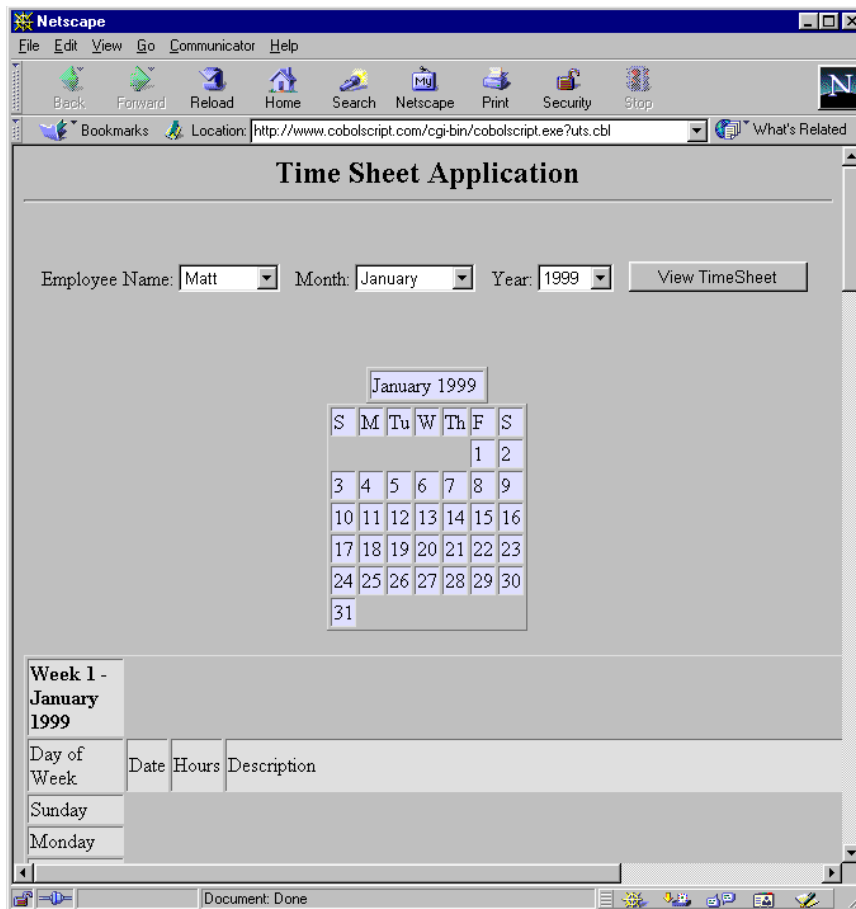 Netscape
File Edit View Go Communicator Help
My
N
Back Forward Reload Home Search Netscape Print Security Stop
Bookmarks Location: http://www.cobolscript.com/cgi-bin/cobolscript.exe?uts.cbl What's Related
Time Sheet Application
Employee Name: Matt Month: January Year: 1999 View TimeSheet
January 1999
S M Tu W Th F S
1 2
3 4 5 6 7 8 9
10 11 12 13 14 15 16
17 18 19 20 21 22 23
24 25 26 27 28 29 30
31
Week 1 -
January
1999
Day of
Week Date Hours Description
Sunday
Monday
Document: Done